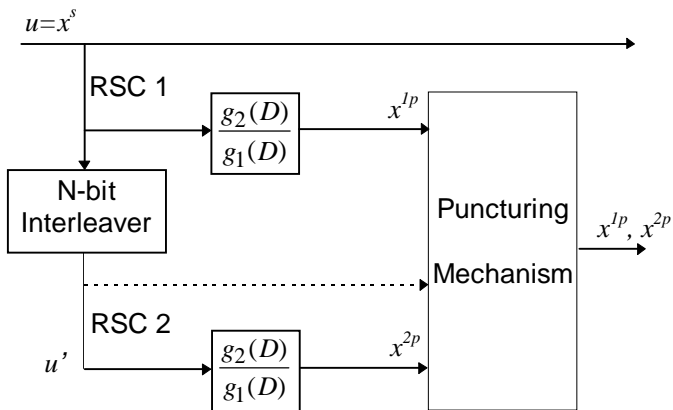 u=x^s
RSC 1
g_2(D)
g_1(D)
x^{1p}
N-bit
Interleaver
Puncturing
Mechanism
x^{1p}, x^{2p}
RSC 2
u'
g_2(D)
g_1(D)
x^{2p}